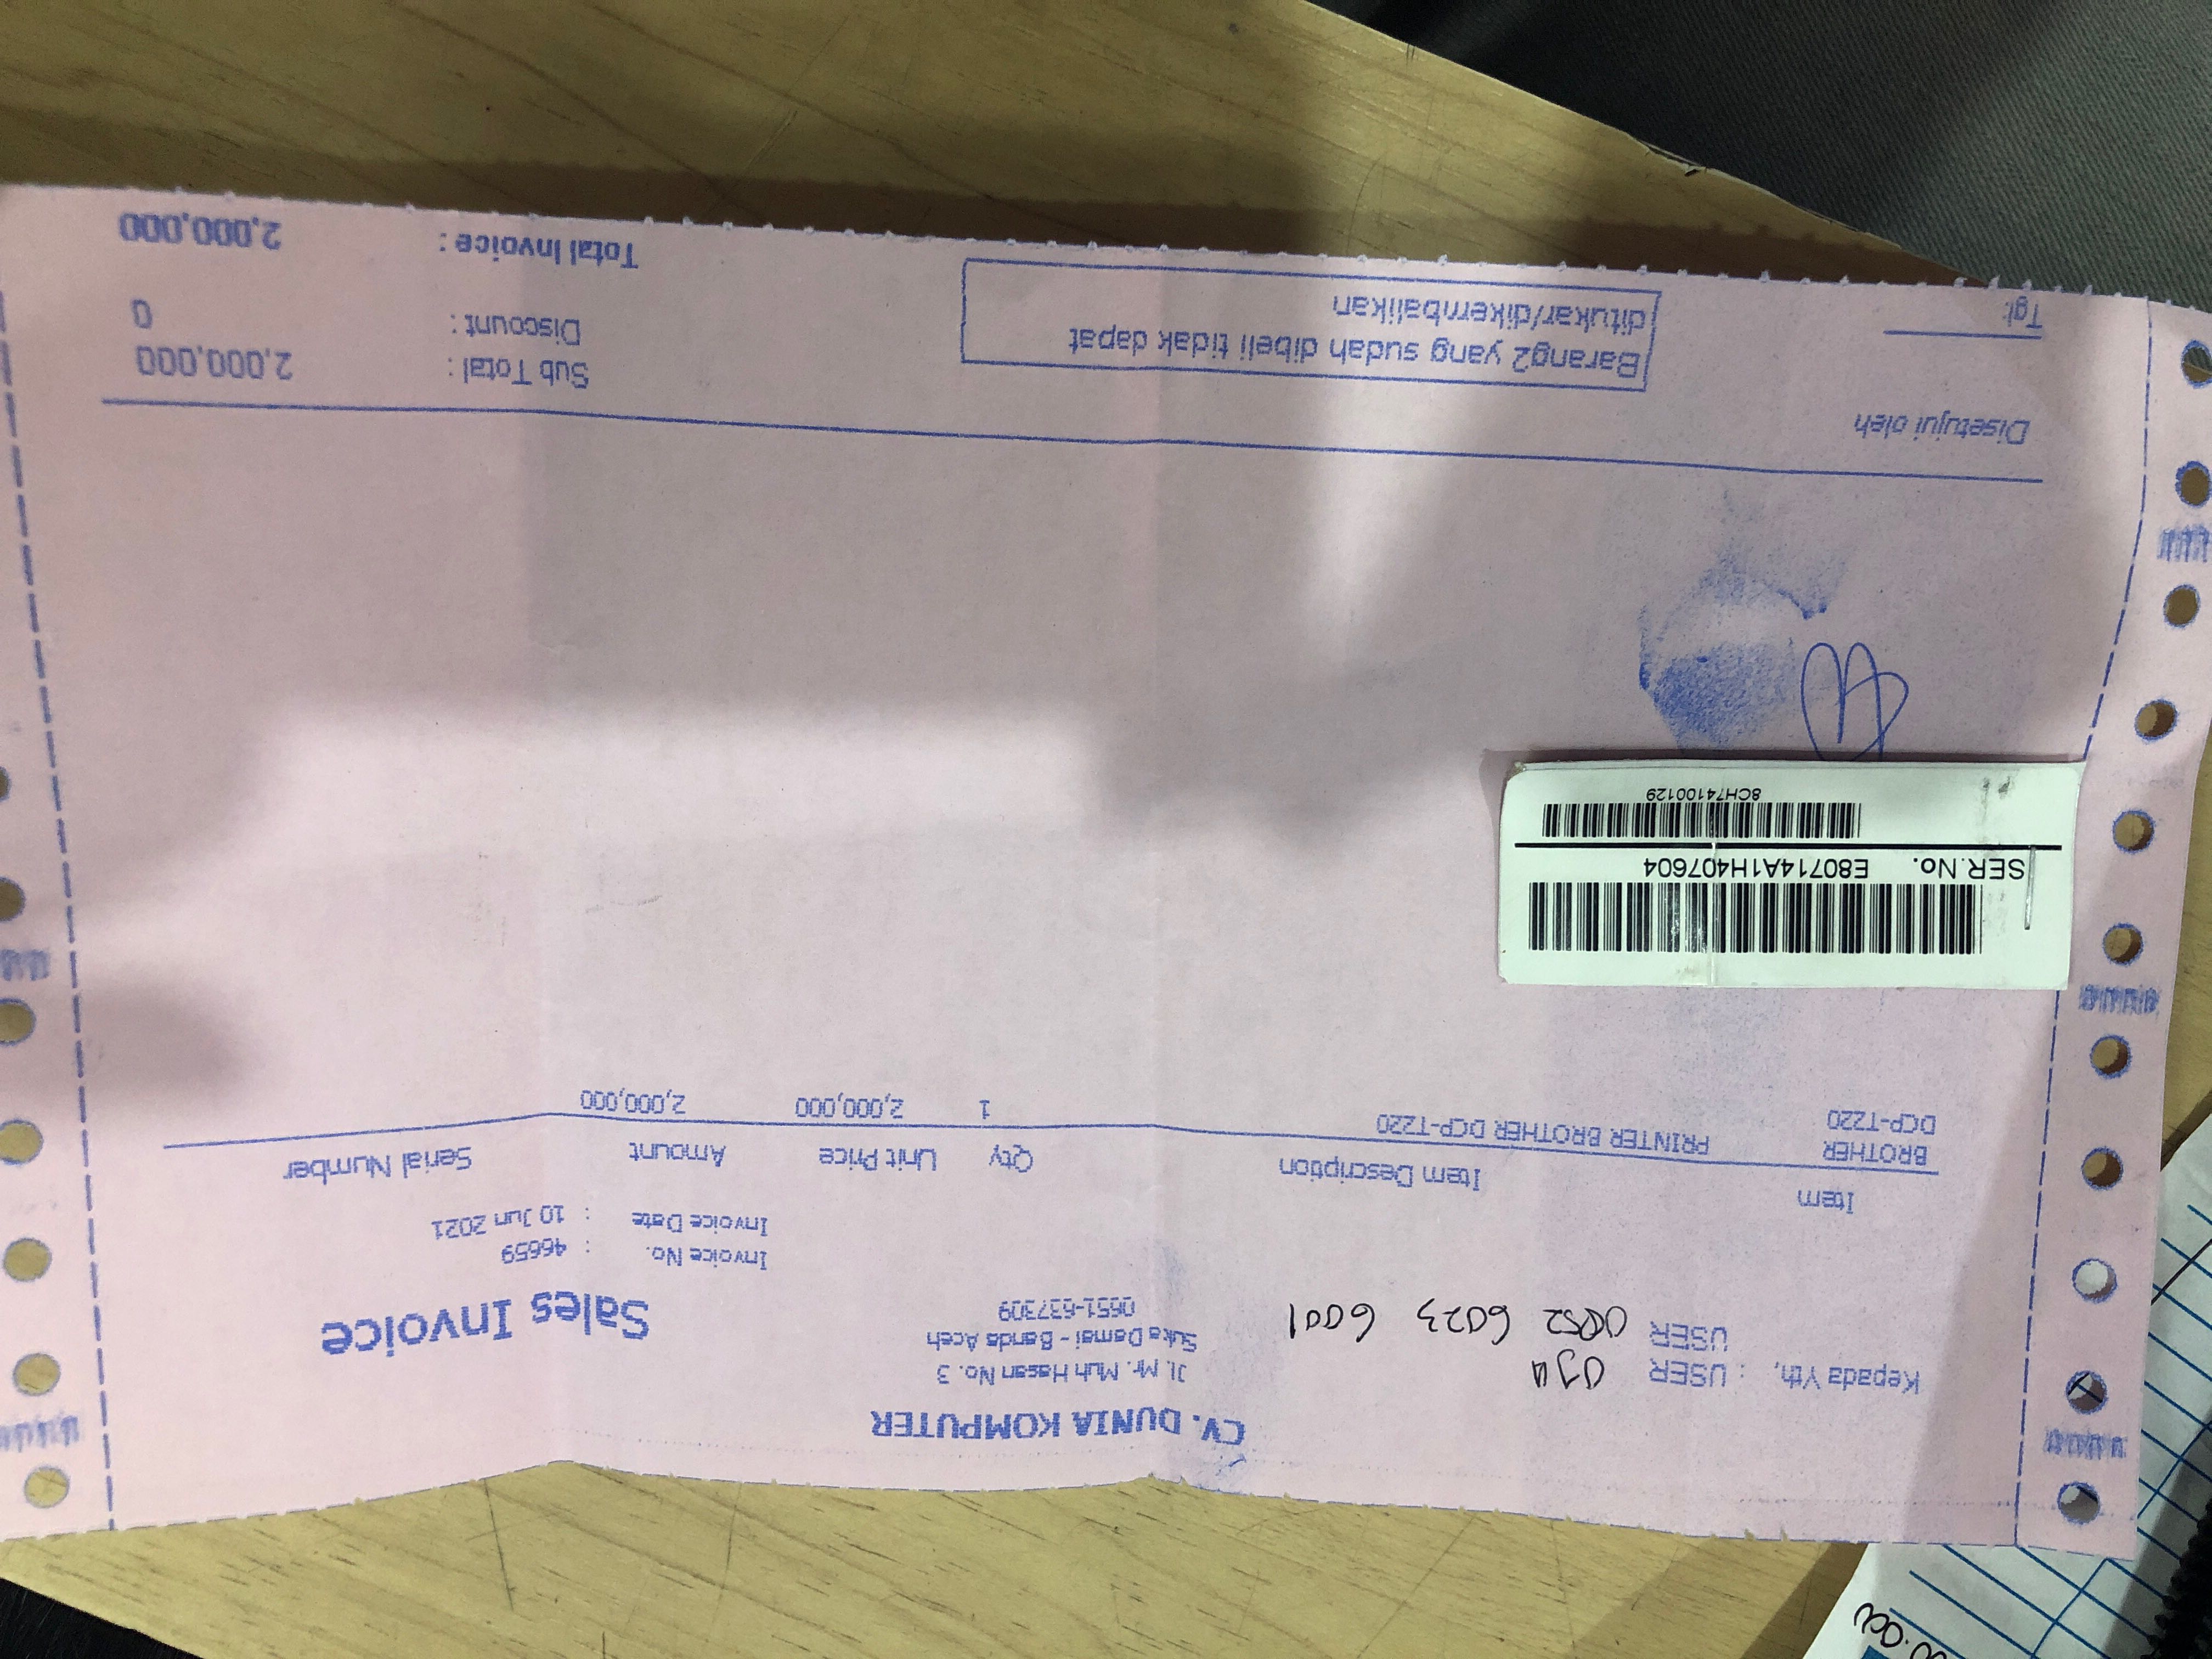 CV. DUNIA KOMPUTER
Jl. Mr. Muh Hasan No. 3
Suka Damai - Banda Aceh
0651-637309
Kepada Yth, : USER
USER 0852 6023 6001
Sales Invoice
Invoice No. : 46659
Invoice Date : 10 Jun 2021
Item Item Description Qty Unit Price Amount Serial Number
BROTHER DCP-T220 PRINTER BROTHER DCP-T220 1 2,000,000 2,000,000
SER.No. E80714A1H407604
8CH74100129
Disetujui oleh
Tgl:
Barang2 yang sudah dibeli tidak dapat
ditukar/dikembalikan
Sub Total : 2,000,000
Discount : 0
Total Invoice : 2,000,000